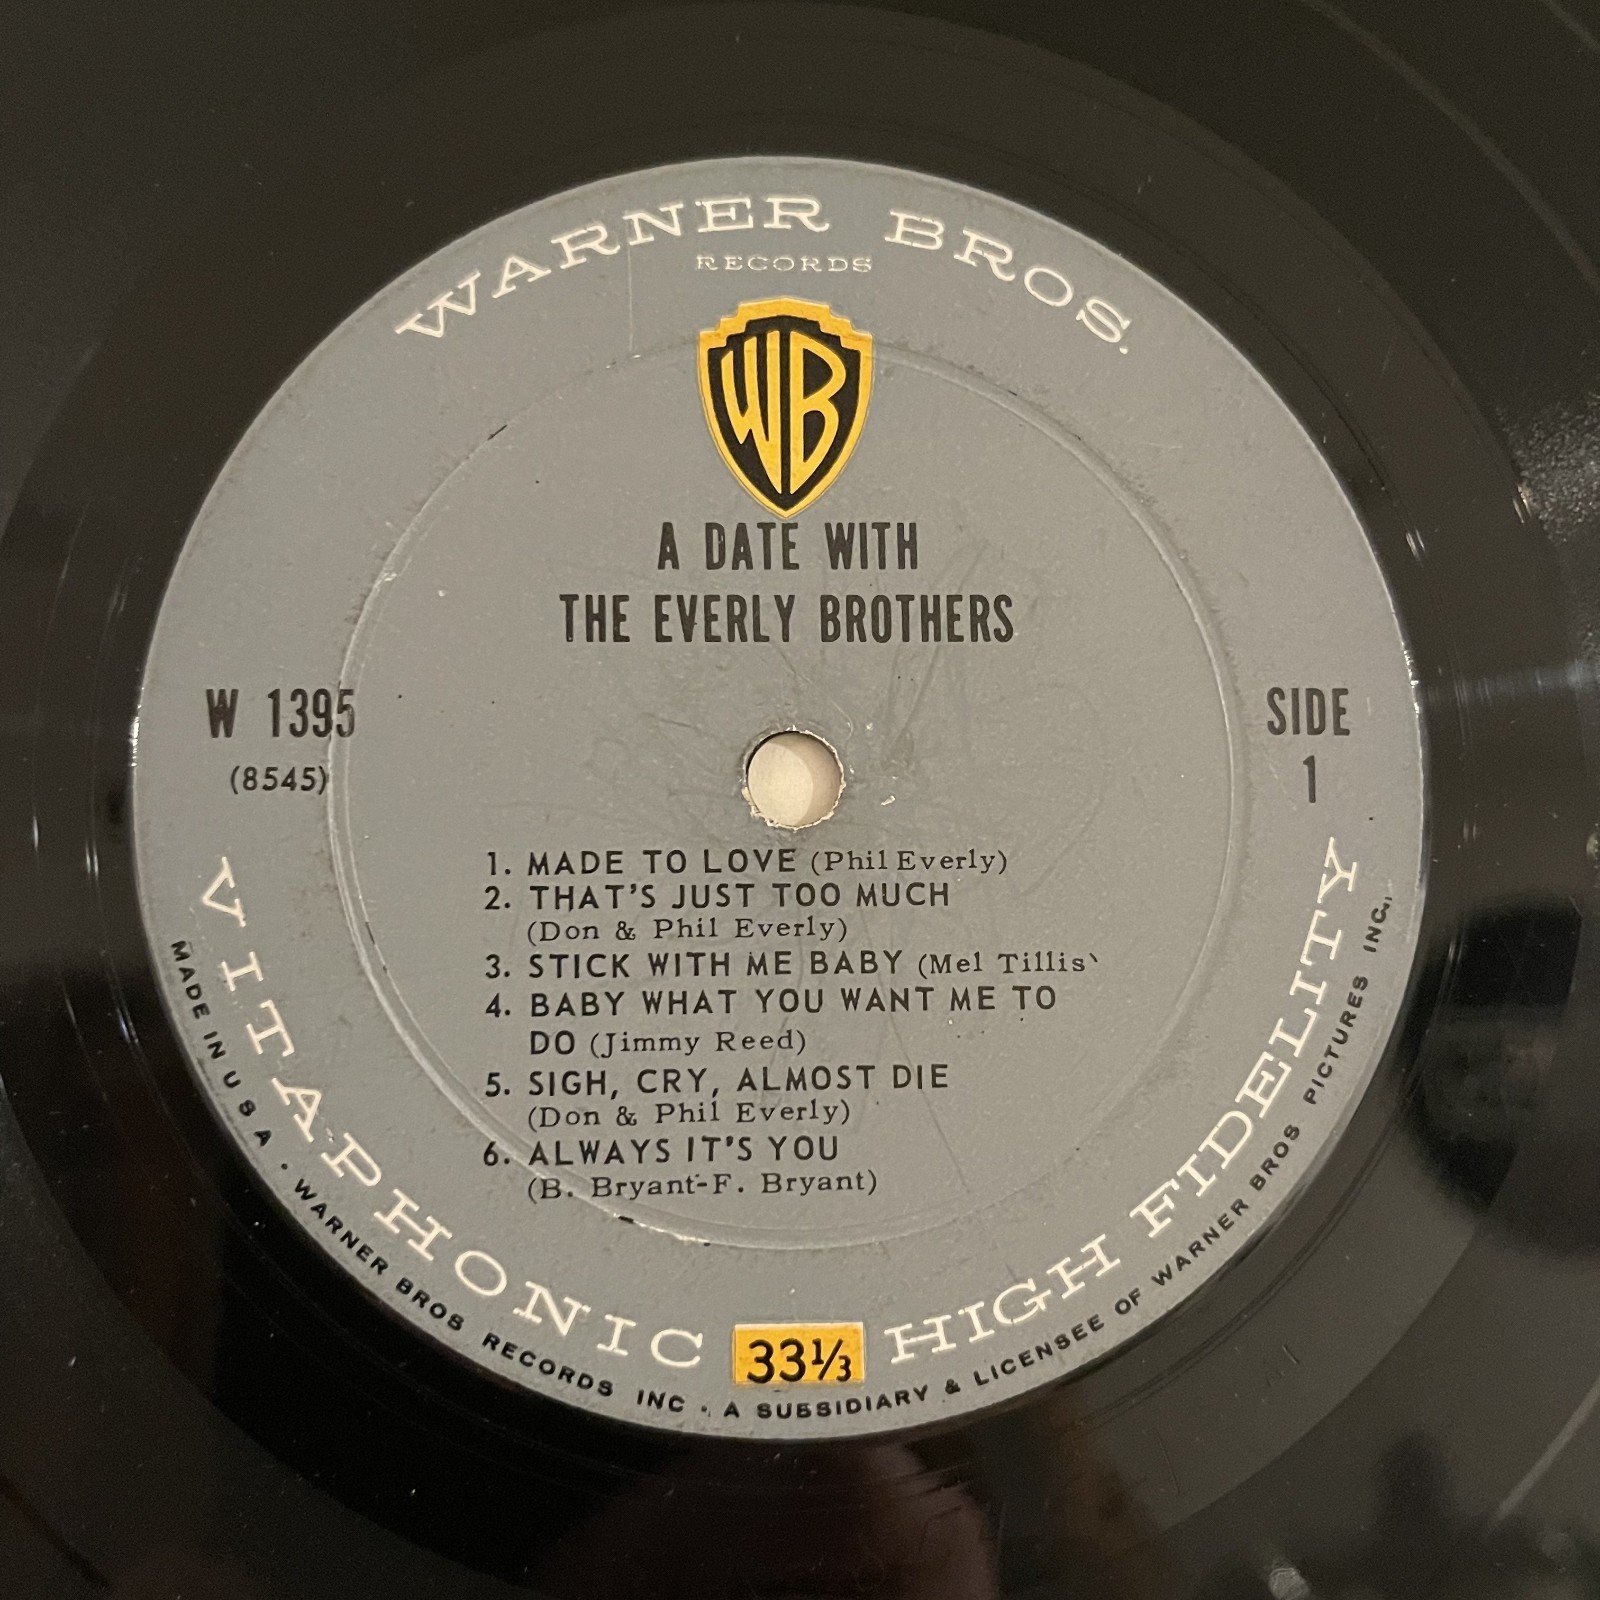 WARNER BROS.
RECORDS
WB
A DATE WITH
THE EVERLY BROTHERS
W 1395
(8545)
SIDE
1
1. MADE TO LOVE (Phil Everly)
2. THAT'S JUST TOO MUCH
(Don & Phil Everly)
3. STICK WITH ME BABY (Mel Tillis`
4. BABY WHAT YOU WANT ME TO
DO (Jimmy Reed)
5. SIGH, CRY, ALMOST DIE
(Don & Phil Everly)
6. ALWAYS IT'S YOU
(B. Bryant-F. Bryant)
VITAPHONIC 33⅓ HIGH FIDELITY
MADE IN U S A • WARNER BROS RECORDS INC • A SUBSIDIARY & LICENSEE OF WARNER BROS PICTURES INC.,